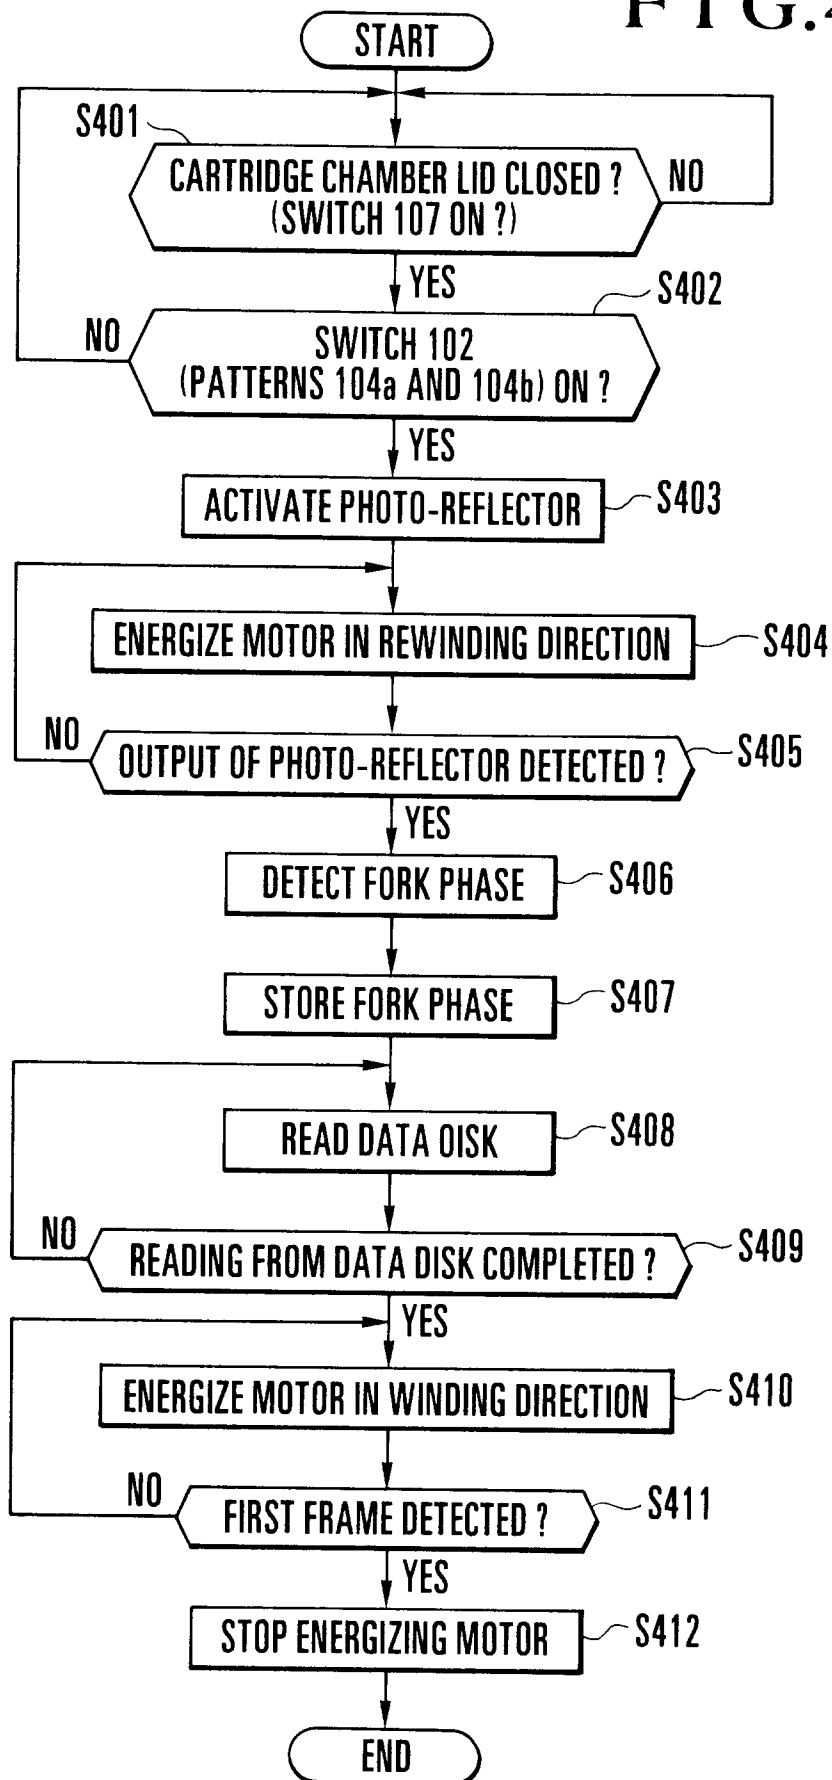 FIG.4
START
S401
CARTRIDGE CHAMBER LID CLOSED ?
(SWITCH 107 ON ?)
NO
YES
S402
NO
SWITCH 102
(PATTERNS 104a AND 104b) ON ?
YES
ACTIVATE PHOTO-REFLECTOR
S403
ENERGIZE MOTOR IN REWINDING DIRECTION
S404
NO
OUTPUT OF PHOTO-REFLECTOR DETECTED ?
S405
YES
DETECT FORK PHASE
S406
STORE FORK PHASE
S407
READ DATA OISK
S408
NO
READING FROM DATA DISK COMPLETED ?
S409
YES
ENERGIZE MOTOR IN WINDING DIRECTION
S410
NO
FIRST FRAME DETECTED ?
S411
YES
STOP ENERGIZING MOTOR
S412
END